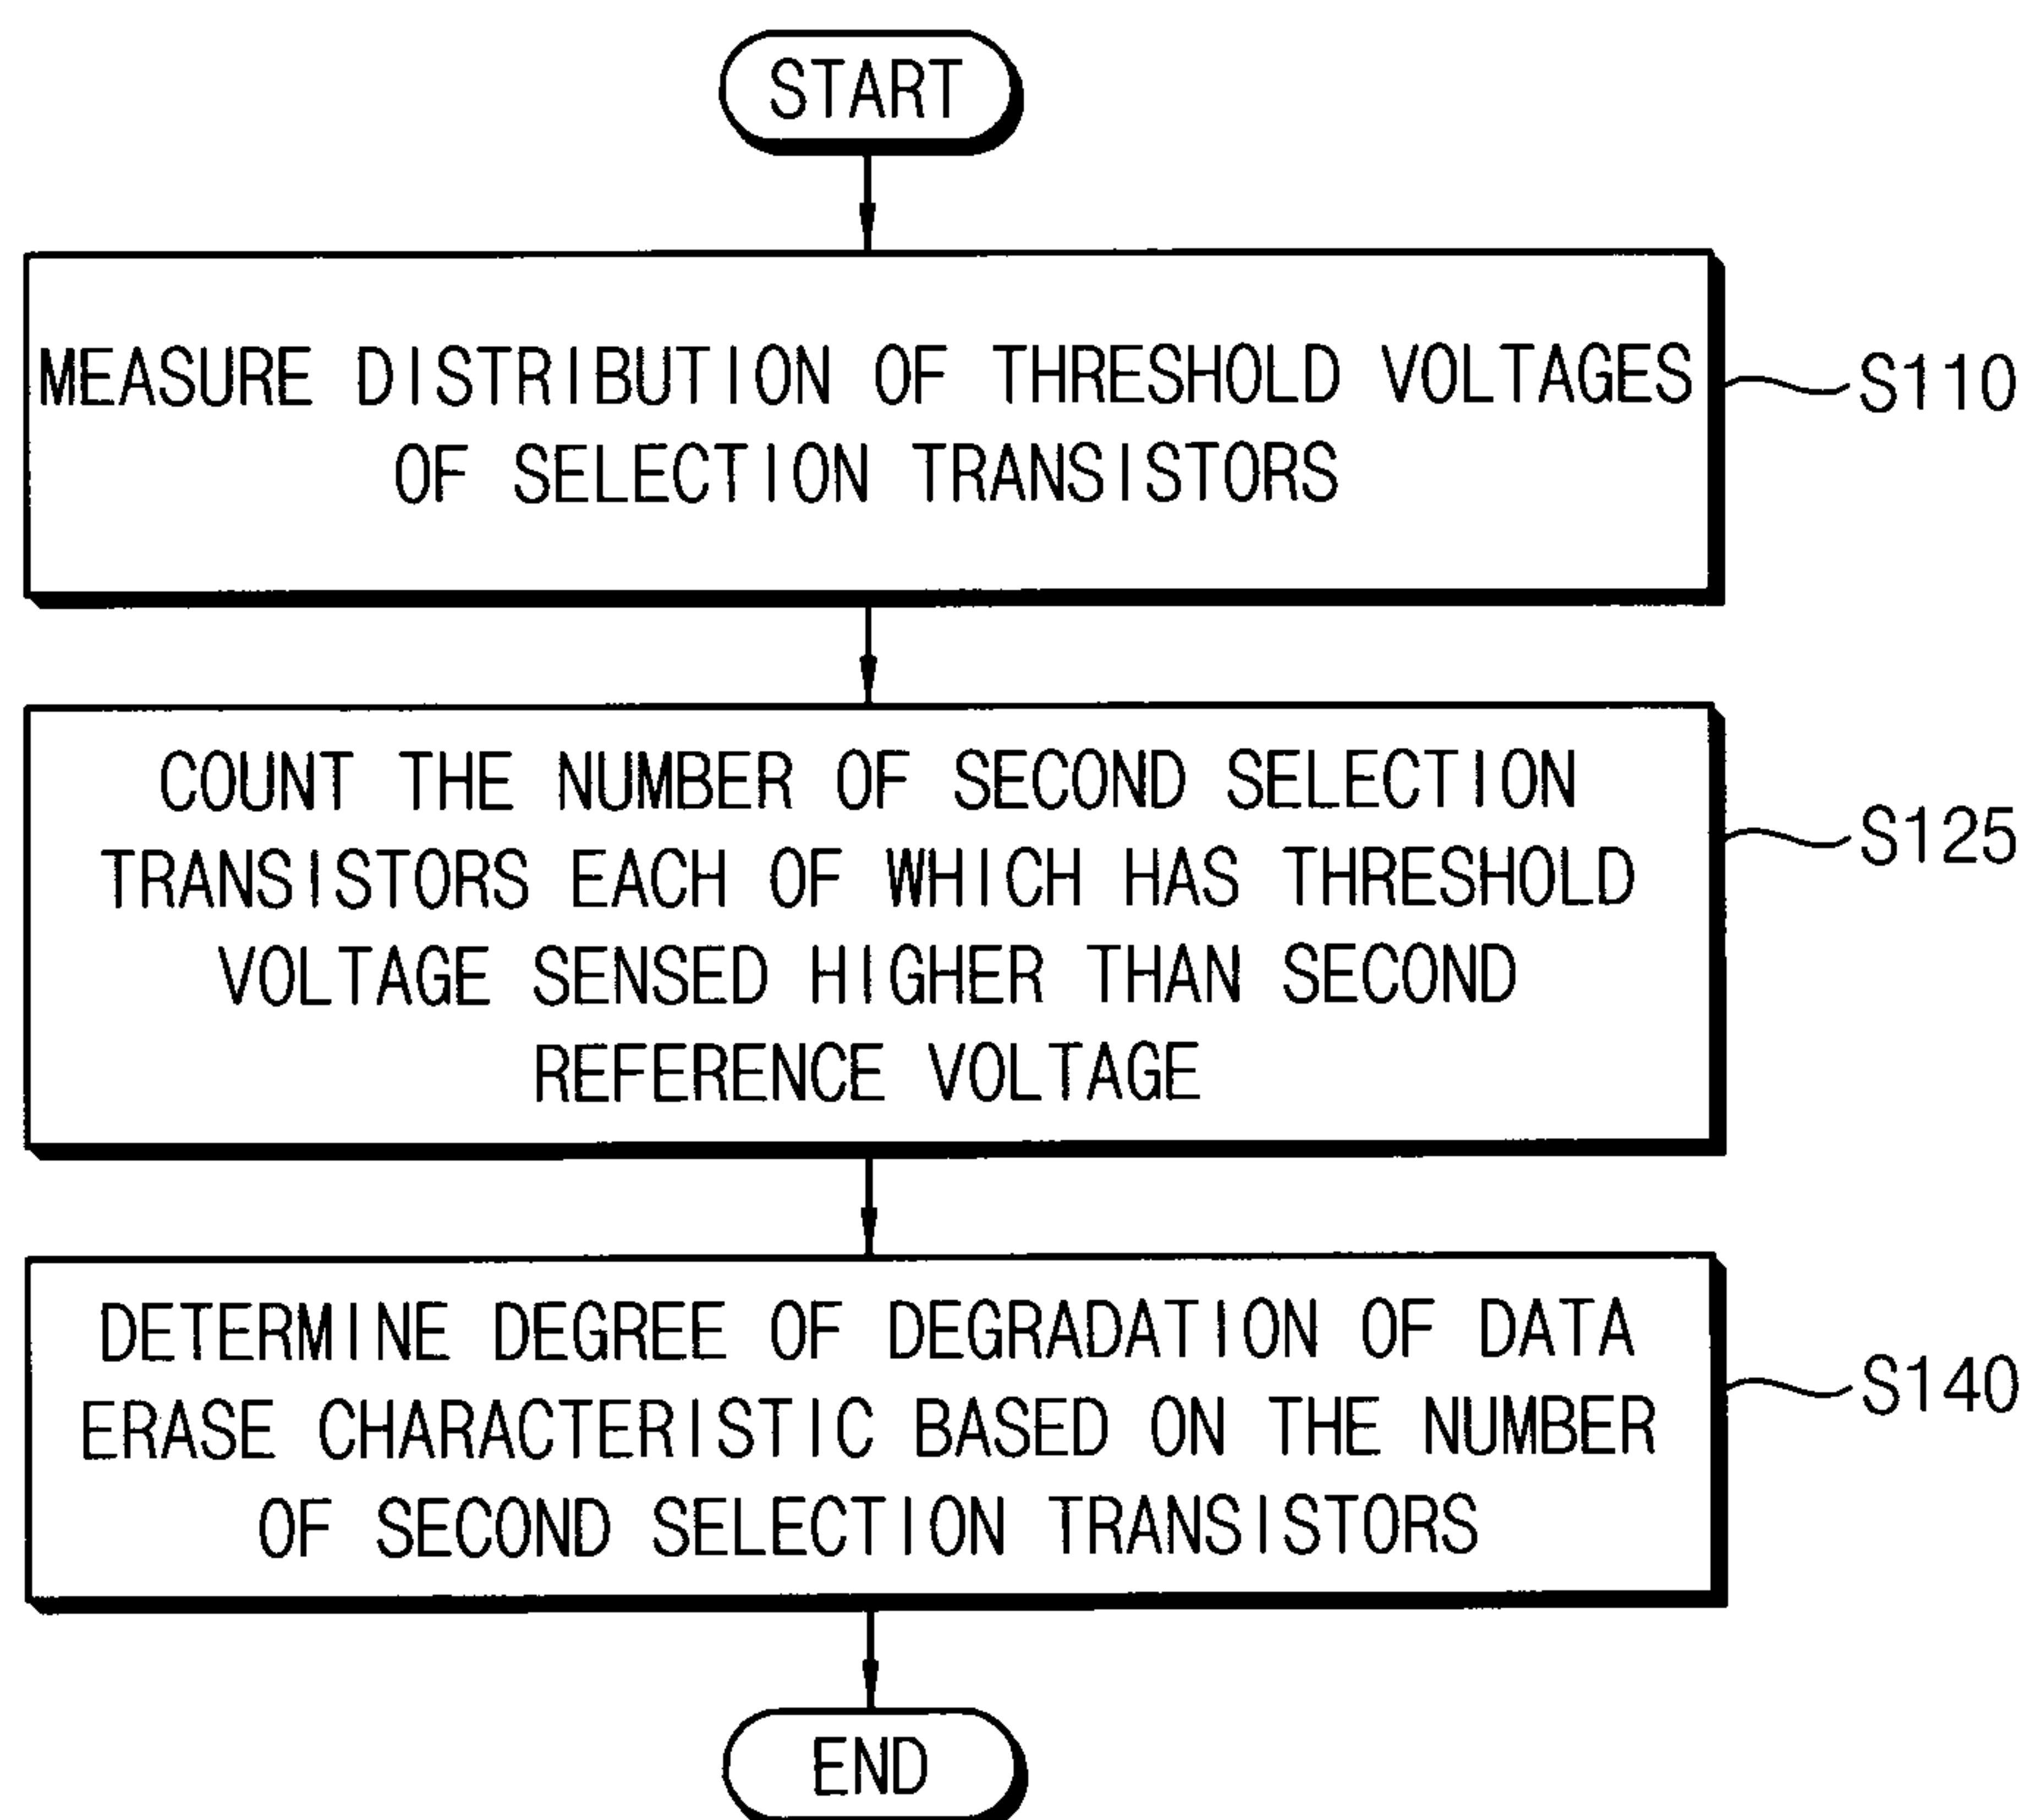 START
MEASURE DISTRIBUTION OF THRESHOLD VOLTAGES
OF SELECTION TRANSISTORS
S110
COUNT THE NUMBER OF SECOND SELECTION
TRANSISTORS EACH OF WHICH HAS THRESHOLD
VOLTAGE SENSED HIGHER THAN SECOND
REFERENCE VOLTAGE
S125
DETERMINE DEGREE OF DEGRADATION OF DATA
ERASE CHARACTERISTIC BASED ON THE NUMBER
OF SECOND SELECTION TRANSISTORS
S140
END